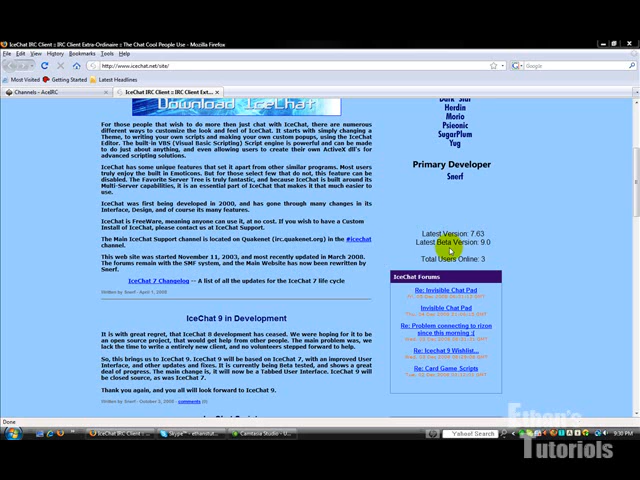 IceChat IRC Client :: IRC Client Extra-Ordinaire :: The Chat Cool People Use - Mozilla Firefox
File Edit View History Bookmarks Tools Help
http://www.icechat.net/site/
Google
Most Visited Getting Started Latest Headlines
Channels - AceIRC
IceChat IRC Client :: IRC Client Ext...
Download IceChat
For those people that wish to do more then just chat with IceChat, there are numerous
different ways to customize the look and feel of IceChat. It starts with simply changing a
Theme, to writing your own scripts and making your custom popups, using the IceChat
Editor. The built-in VBS (Visual Basic Scripting) Script engine is powerful and can be made
to do just about anything, and even allowing users to create their own ActiveX dll's for
advanced scripting solutions.
IceChat has some unique features that set it apart from other similar programs. Most users
truly enjoy the built in Emoticons. But for those select few that do not, this feature can be
disabled. The Favorite Server Tree is truly fantastic, and because IceChat is built around its
Multi-Server capabilities, it is an essential part of IceChat that makes it that much easier to
use.
IceChat was first being developed in 2000, and has gone through many changes in its
Interface, Design, and of course its many features.
IceChat is FreeWare, meaning anyone can use it, at no cost. If you wish to have a Custom
Install of IceChat, please contact us at IceChat Support.
The Main IceChat Support channel is located on Quakenet (irc.quakenet.org) in the #icechat
channel.
This web site was started November 11, 2003, and most recently updated in March 2008.
The forums remain with the SMF system, and the Main Website has now been rewritten by
Snerf.
IceChat 7 Changelog -- A list of all the updates for the IceChat 7 life cycle
Written by Snerf - April 1, 2008
IceChat 9 in Development
It is with great regret, that IceChat 8 development has ceased. We were hoping for it to be
an open source project, that would get help from other people. The main problem was, we
lack the time to write a entirely new client, and no volunteers stepped forward to help.
So, this brings us to IceChat 9. IceChat 9 will be based on IceChat 7, with an improved User
Interface, and other updates and fixes. It is currently being Beta tested, and shows a great
deal of progress. The main change is, it will now be a Tabbed User Interface. IceChat 9 will
be closed source, as was IceChat 7.
Thank you again, and you all will look forward to IceChat 9.
Written by Snerf - October 2, 2008 - comments (0)
Dark Star
Herdin
Morio
Psieonic
SugarPlum
Yug
Primary Developer
Snerf
Latest Version: 7.63
Latest Beta Version: 9.0
Total Users Online: 3
IceChat Forums
Re: Invisible Chat Pad
Invisible Chat Pad
Re: Problem connecting to rizon
since this morning :(
Re: Icechat 9 Wishlist...
Re: Card Game Scripts
Done
IceChat IRC Client :: ...
Skype™ - ethanstut...
Camtasia Studio - U...
Yahoo! Search
9:30 PM
Ethan's
Tutoriols